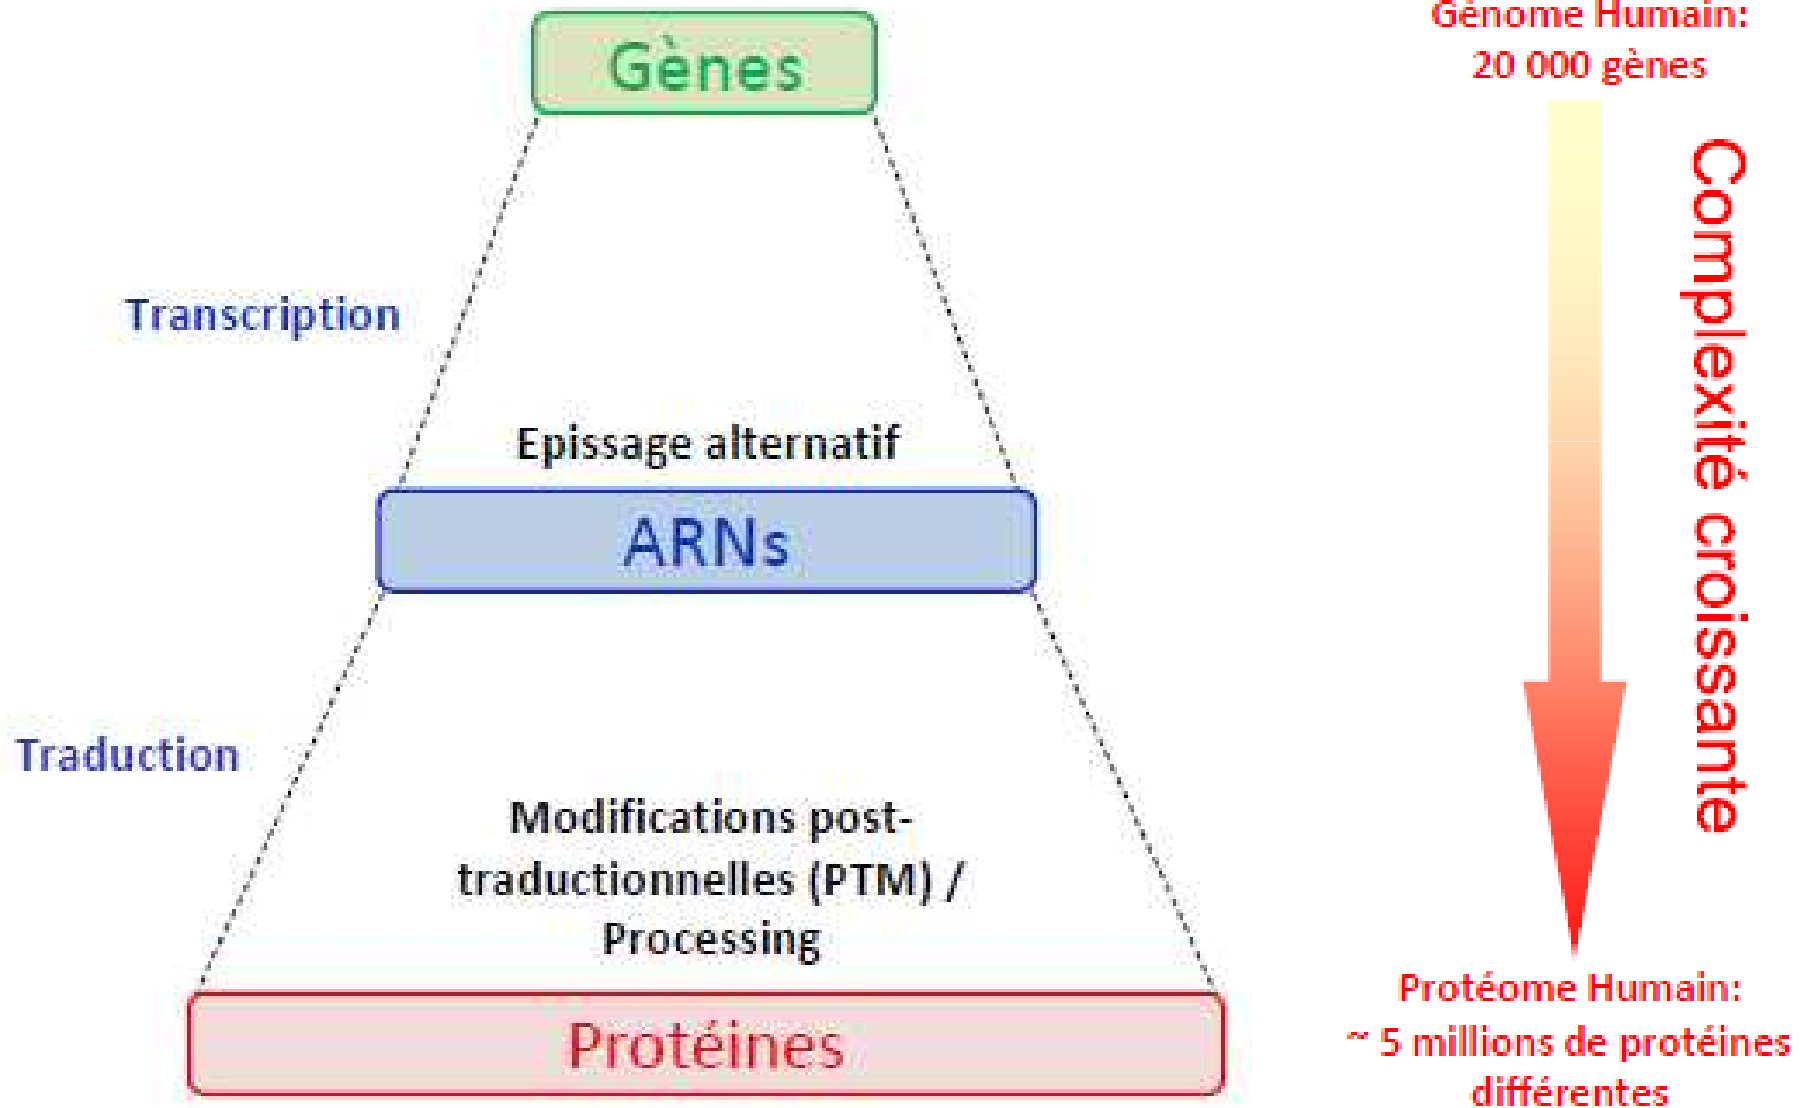 Gènes
Génome Humain:
20 000 gènes
Complexité croissante
Transcription
Epissage alternatif
ARNs
Traduction
Modifications post-
traductionnelles (PTM) /
Processing
Protéines
Protéome Humain:
~ 5 millions de protéines
différentes